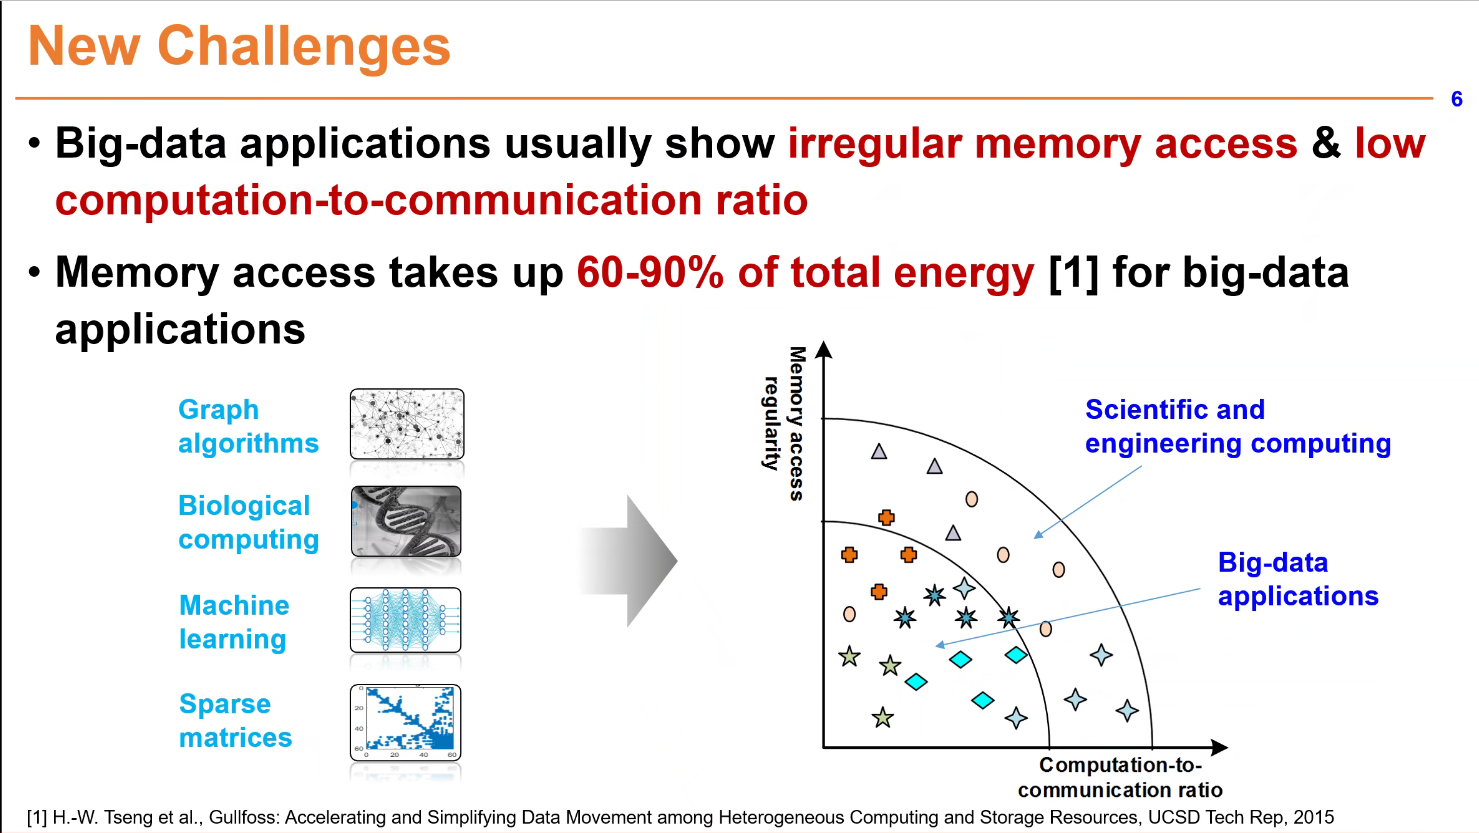 New Challenges
6
• Big-data applications usually show irregular memory access & low
computation-to-communication ratio
• Memory access takes up 60-90% of total energy [1] for big-data
applications
Graph
algorithms
Biological
computing
Machine
learning
Sparse
matrices
0
20
40
60
0 20 40 60
Memory access
regularity
Scientific and
engineering computing
Big-data
applications
Computation-to-
communication ratio
[1] H.-W. Tseng et al., Gullfoss: Accelerating and Simplifying Data Movement among Heterogeneous Computing and Storage Resources, UCSD Tech Rep, 2015